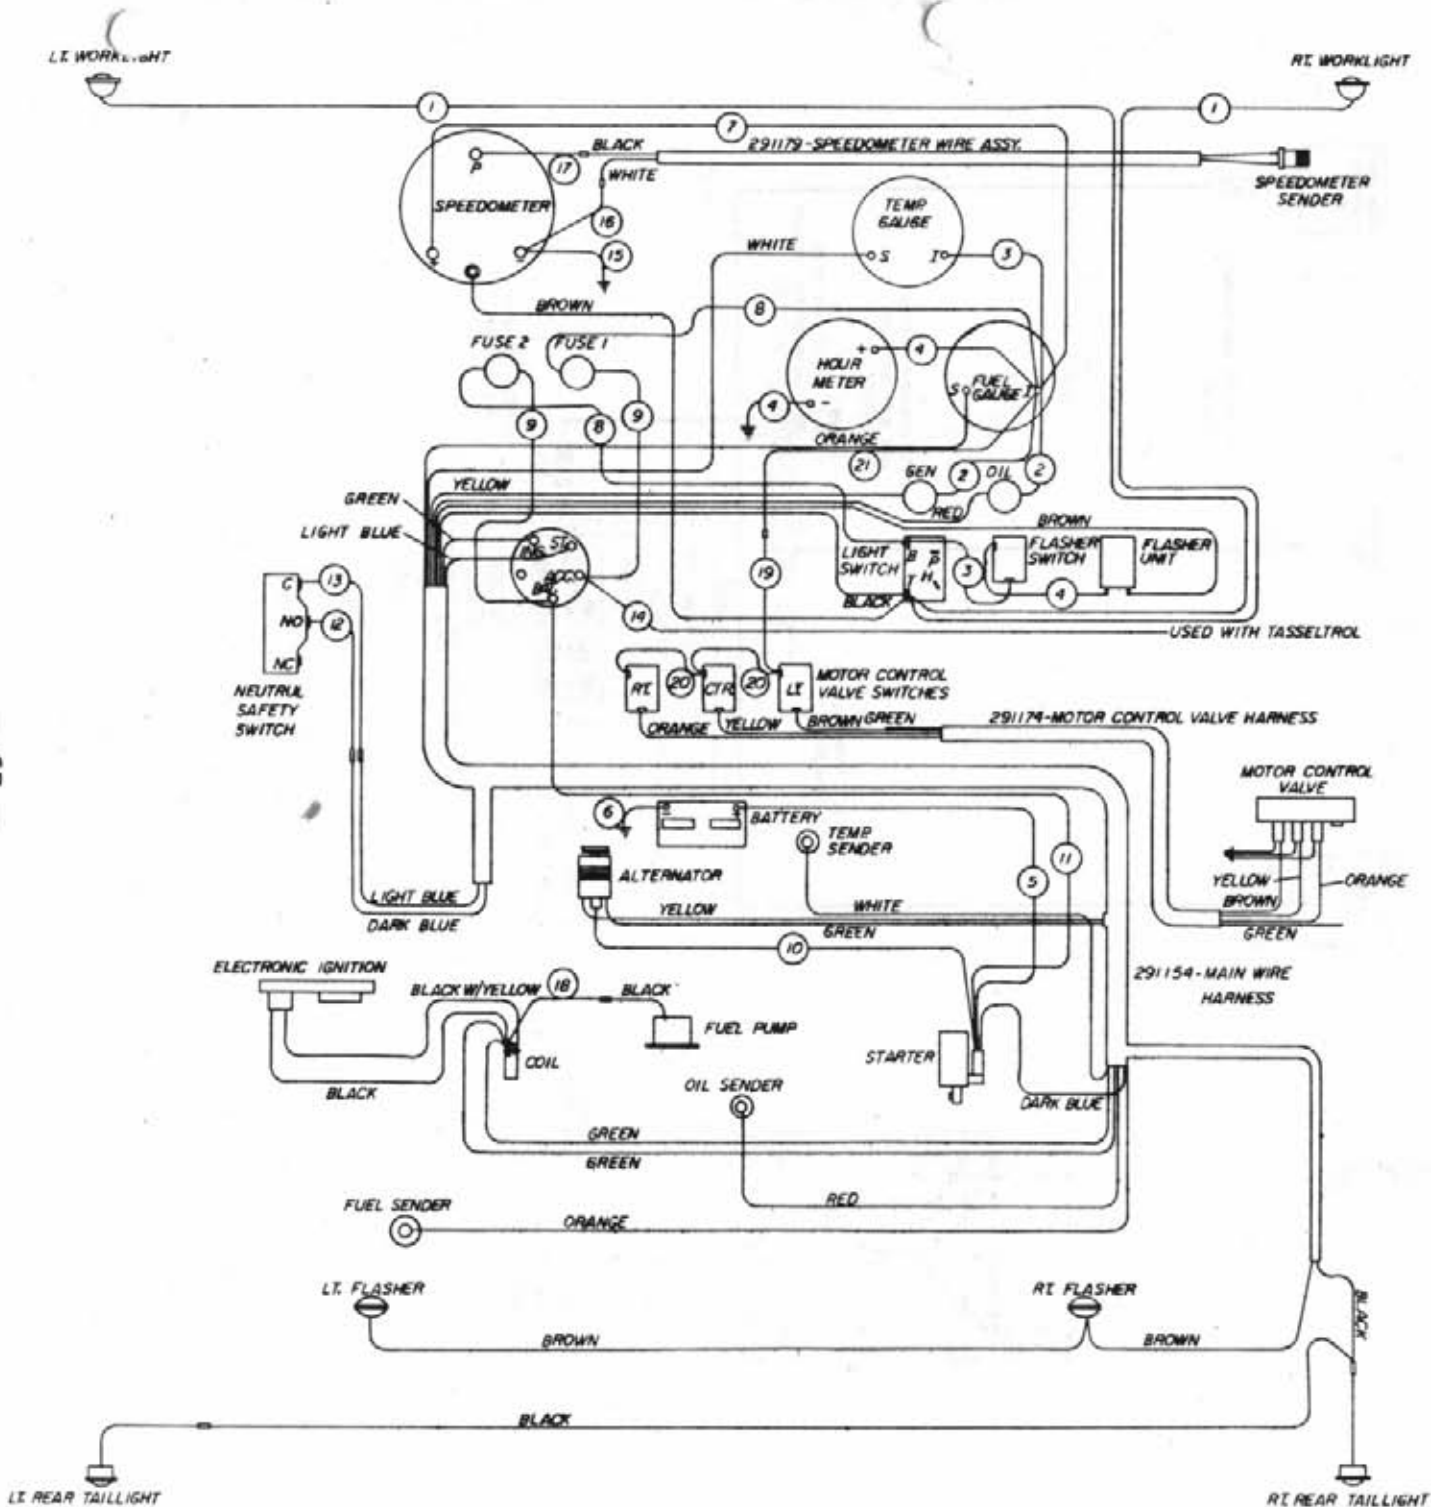 LT. WORKLIGHT
RT. WORKLIGHT
1
1
7
BLACK
291179-SPEEDOMETER WIRE ASSY.
P
17
WHITE
SPEEDOMETER
SENDER
SPEEDOMETER
16
TEMP
GAUGE
WHITE
S
I
3
+
-
15
BROWN
8
FUSE 2
FUSE 1
+
4
HOUR
METER
S
FUEL
GAUGE
I
4
-
9
8
9
ORANGE
21
GEN
2
OIL
2
YELLOW
GREEN
RED
BROWN
LIGHT BLUE
ING.
ST.
LIGHT
SWITCH
B
P
H
T
3
FLASHER
SWITCH
FLASHER
UNIT
ACC.
BAT.
19
4
C
13
BLACK
14
NO
12
USED WITH TASSELTROL
NC
NEUTRUL
SAFETY
SWITCH
RT.
20
CTR.
20
LT.
MOTOR CONTROL
VALVE SWITCHES
ORANGE
YELLOW
BROWN
GREEN
291174-MOTOR CONTROL VALVE HARNESS
MOTOR CONTROL
VALVE
6
-
+
BATTERY
TEMP.
SENDER
11
ALTERNATOR
5
YELLOW
ORANGE
LIGHT BLUE
YELLOW
WHITE
BROWN
DARK BLUE
GREEN
GREEN
10
ELECTRONIC IGNITION
291154-MAIN WIRE
HARNESS
BLACK W/YELLOW
18
BLACK
FUEL PUMP
COIL
STARTER
BLACK
OIL SENDER
DARK BLUE
GREEN
GREEN
RED
FUEL SENDER
ORANGE
LT. FLASHER
RT. FLASHER
BLACK
BROWN
BROWN
BLACK
LT. REAR TAILLIGHT
RT. REAR TAILLIGHT